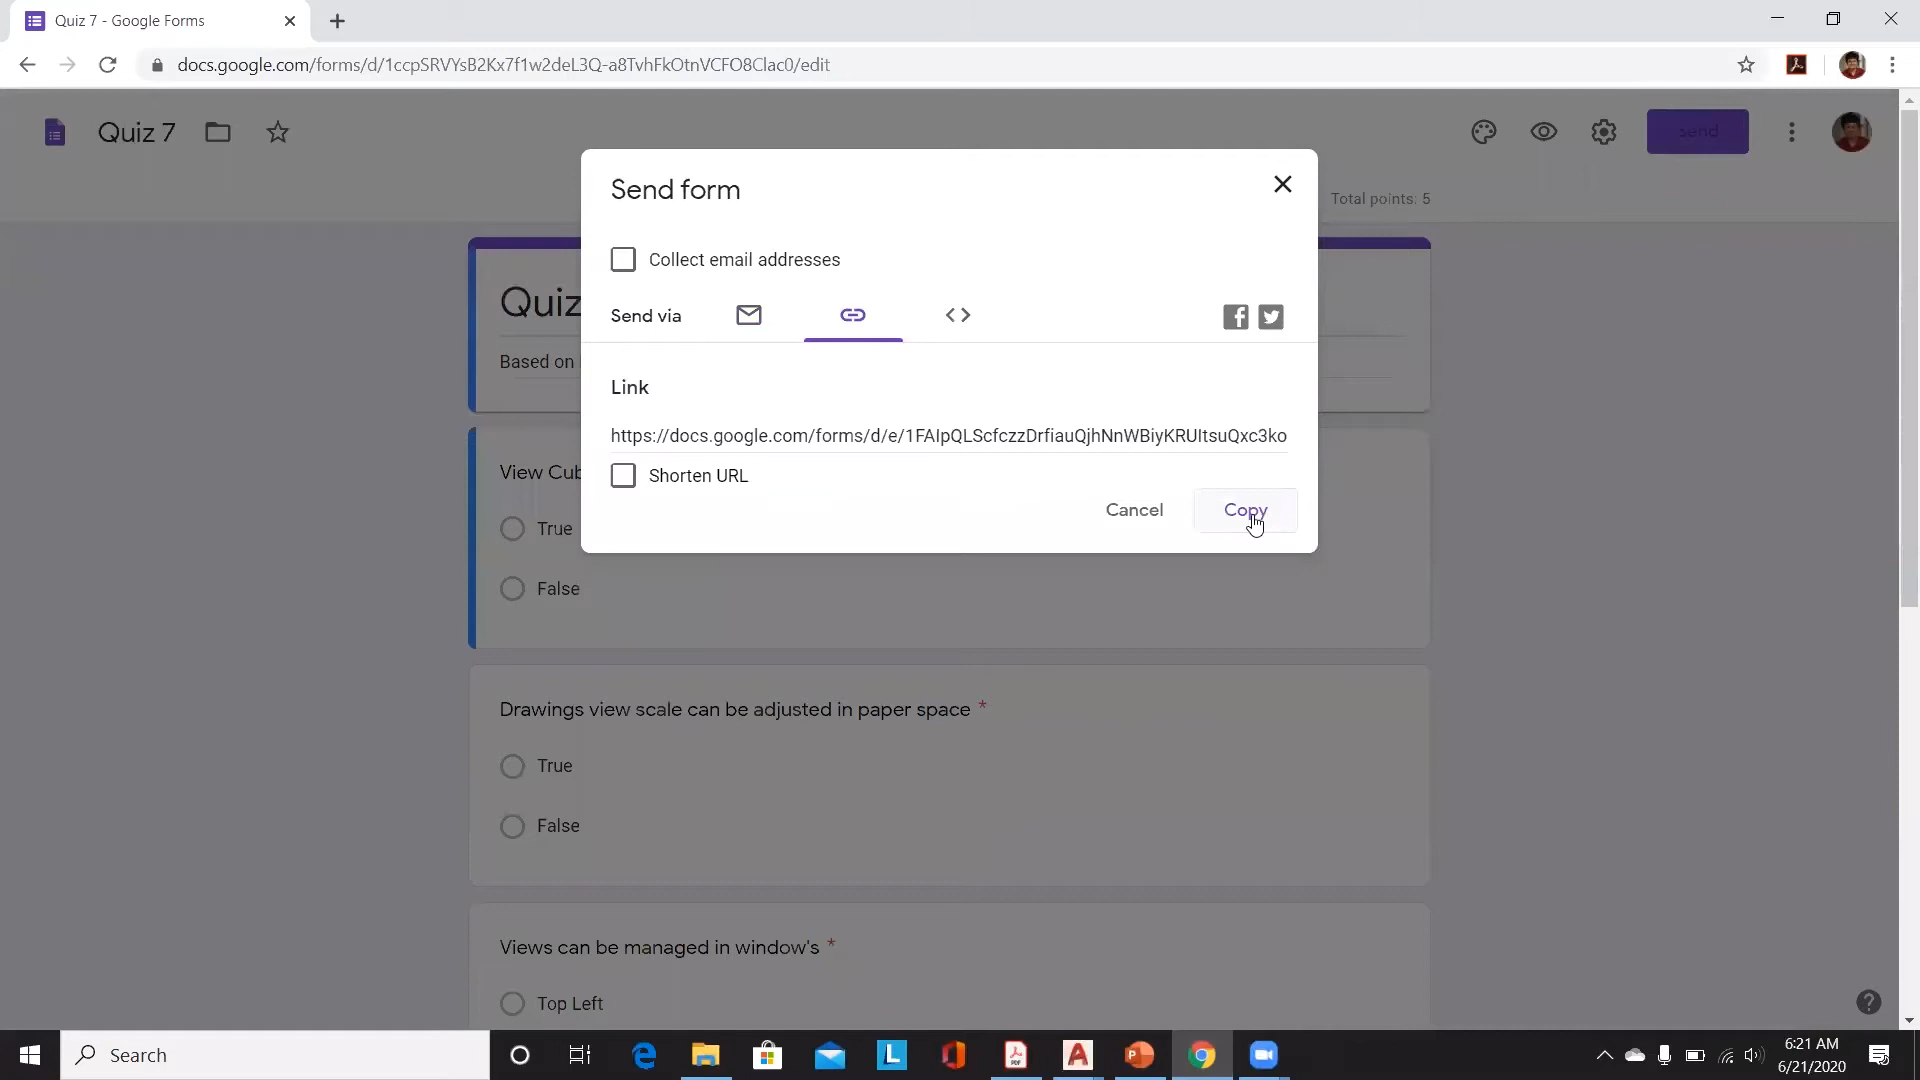 Quiz 7 - Google Forms
docs.google.com/forms/d/1ccpSRVYsB2Kx7f1w2deL3Q-a8TvhFkOtnVCFO8Clac0/edit
Quiz 7
Send
Total points: 5
Send form
Collect email addresses
Send via
Link
https://docs.google.com/forms/d/e/1FAIpQLScfczzDrfiauQjhNnWBiyKRUItsuQxc3ko
Shorten URL
Cancel
Copy
Quiz
Based on
View Cub
True
False
Drawings view scale can be adjusted in paper space *
True
False
Views can be managed in window's *
Top Left
Search
6:21 AM
6/21/2020